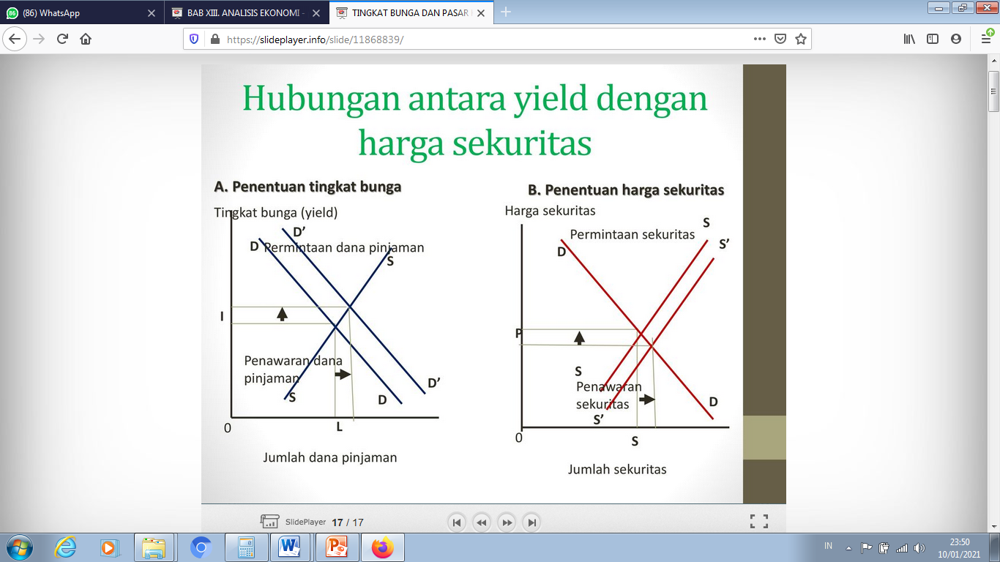 (86) WhatsApp
BAB XIII. ANALISIS EKONOMI -
TINGKAT BUNGA DAN PASAR
https://slideplayer.info/slide/11868839/
Hubungan antara yield dengan
harga sekuritas
A. Penentuan tingkat bunga
Tingkat bunga (yield)
D'
D
Permintaan dana pinjaman
S
I
Penawaran dana
pinjaman
S
D
D'
0
L
Jumlah dana pinjaman
B. Penentuan harga sekuritas
Harga sekuritas
S
Permintaan sekuritas
S'
D
P
S
Penawaran
sekuritas
S'
D
0
S
Jumlah sekuritas
SlidePlayer 17 / 17
IN
23:50
10/01/2021